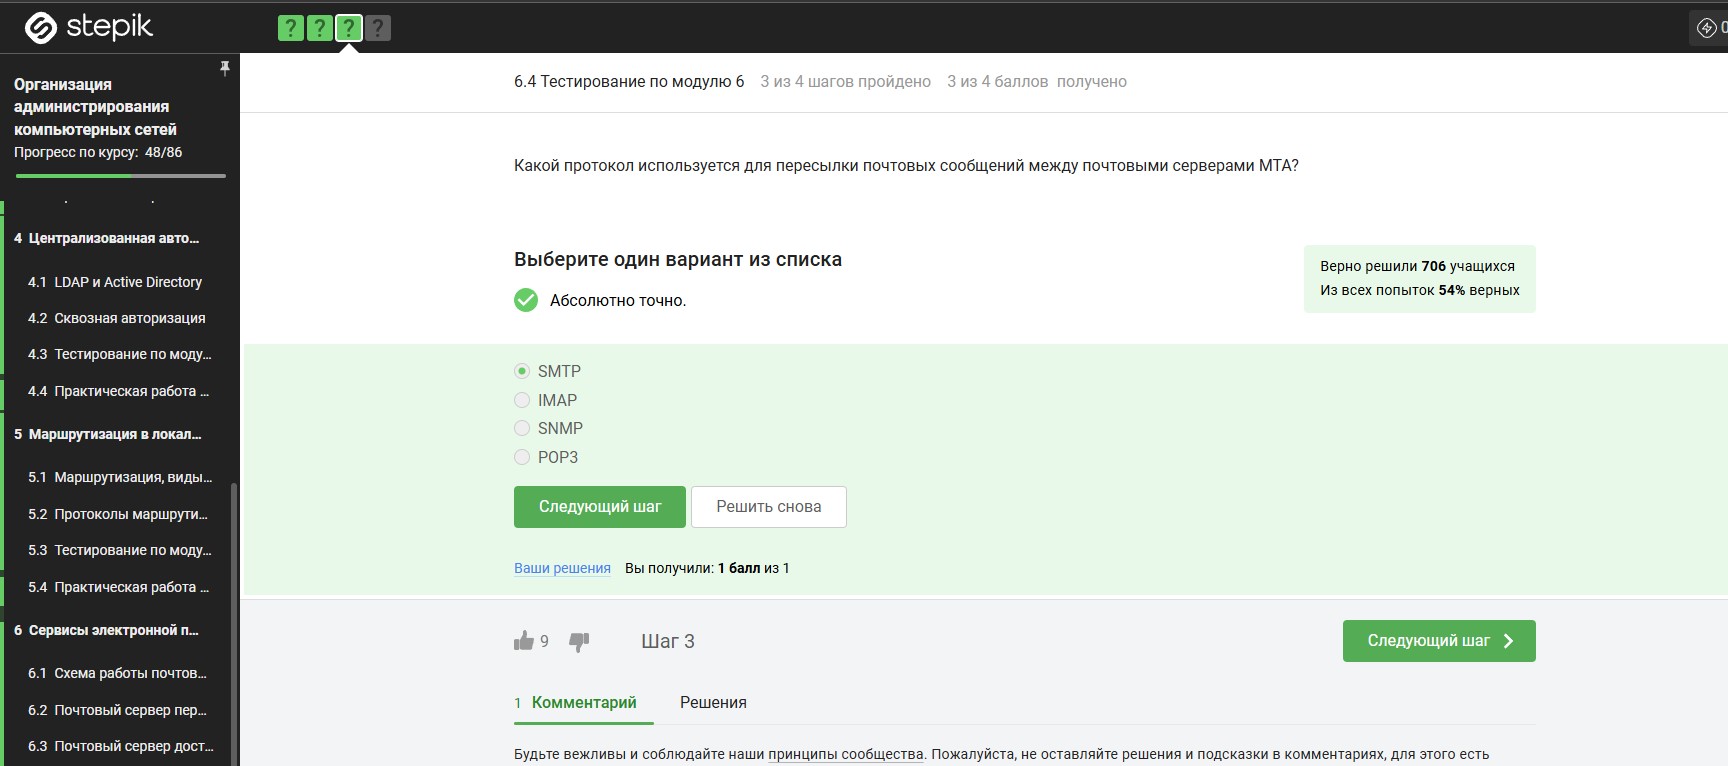 stepik
? ? ? ?
0
Организация
администрирования
компьютерных сетей
Прогресс по курсу: 48/86
4 Централизованная авто...
4.1 LDAP и Active Directory
4.2 Сквозная авторизация
4.3 Тестирование по моду...
4.4 Практическая работа ...
5 Маршрутизация в локал...
5.1 Маршрутизация, виды...
5.2 Протоколы маршрути...
5.3 Тестирование по моду...
5.4 Практическая работа ...
6 Сервисы электронной п...
6.1 Схема работы почтов...
6.2 Почтовый сервер пер...
6.3 Почтовый сервер дост...
6.4 Тестирование по модулю 6 3 из 4 шагов пройдено 3 из 4 баллов получено
Какой протокол используется для пересылки почтовых сообщений между почтовыми серверами MTA?
Выберите один вариант из списка
Абсолютно точно.
Верно решили 706 учащихся
Из всех попыток 54% верных
SMTP
IMAP
SNMP
POP3
Следующий шаг Решить снова
Ваши решения Вы получили: 1 балл из 1
9 Шаг 3 Следующий шаг
1 Комментарий Решения
Будьте вежливы и соблюдайте наши принципы сообщества. Пожалуйста, не оставляйте решения и подсказки в комментариях, для этого есть